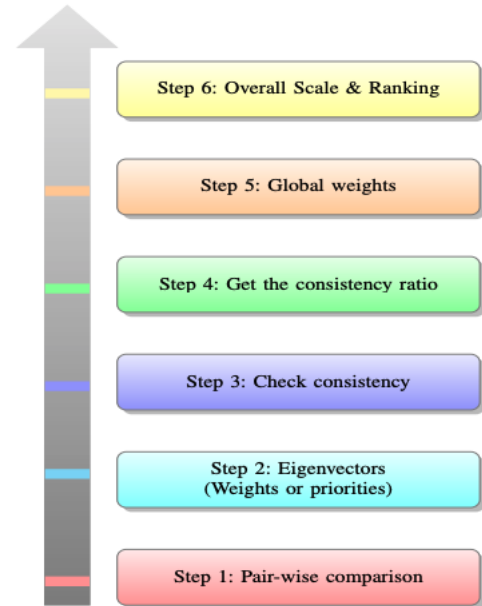 Step 6: Overall Scale & Ranking
Step 5: Global weights
Step 4: Get the consistency ratio
Step 3: Check consistency
Step 2: Eigenvectors
(Weights or priorities)
Step 1: Pair-wise comparison